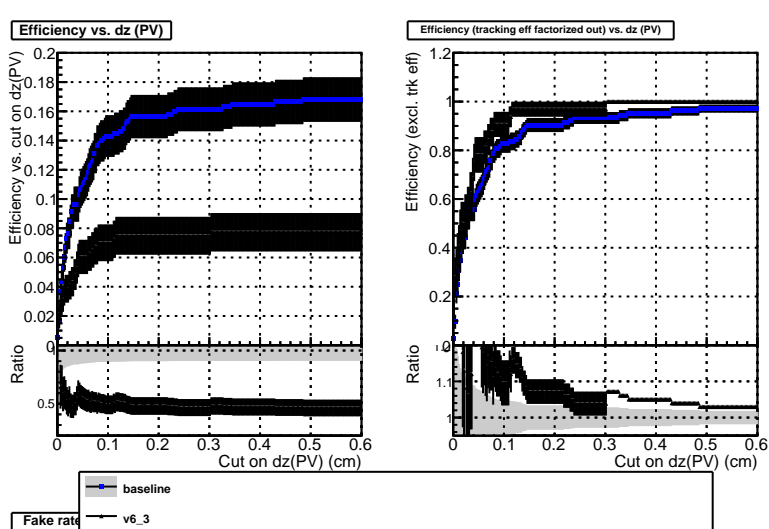 Efficiency vs. dz (PV)
Efficiency vs. cut on dz(PV)
0.2
0.18
0.16
0.14
0.12
0.1
0.08
0.06
0.04
0.02
0
Ratio
1
0.5
0 0.1 0.2 0.3 0.4 0.5 0.6
Cut on dz(PV) (cm)
Efficiency (tracking eff factorized out) vs. dz (PV)
Efficiency (excl. trk eff)
1.2
1
0.8
0.6
0.4
0.2
0
Ratio
1.1
1
0 0.1 0.2 0.3 0.4 0.5 0.6
Cut on dz(PV) (cm)
baseline
v6_3
Fake rate